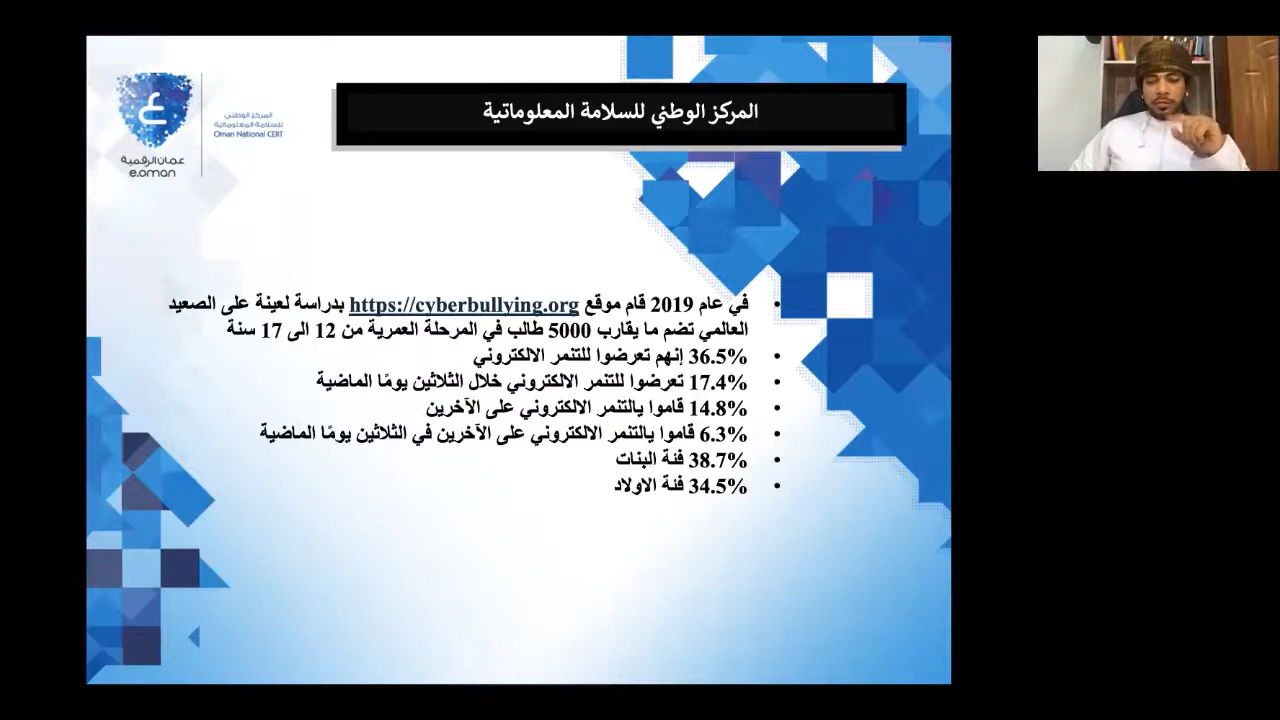 المركز الوطني للسلامة المعلوماتية
المركز الوطني
للسلامة المعلوماتية
Oman National CERT
عمان الرقمية
e.oman
• في عام 2019 قام موقع https://cyberbullying.org بدراسة لعينة على الصعيد
العالمي تضم ما يقارب 5000 طالب في المرحلة العمرية من 12 الى 17 سنة
• 36.5% إنهم تعرضوا للتنمر الالكتروني
• 17.4% تعرضوا للتنمر الالكتروني خلال الثلاثين يومًا الماضية
• 14.8% قاموا يالتنمر الالكتروني على الآخرين
• 6.3% قاموا يالتنمر الالكتروني على الآخرين في الثلاثين يومًا الماضية
• 38.7% فئة البنات
• 34.5% فئة الاولاد